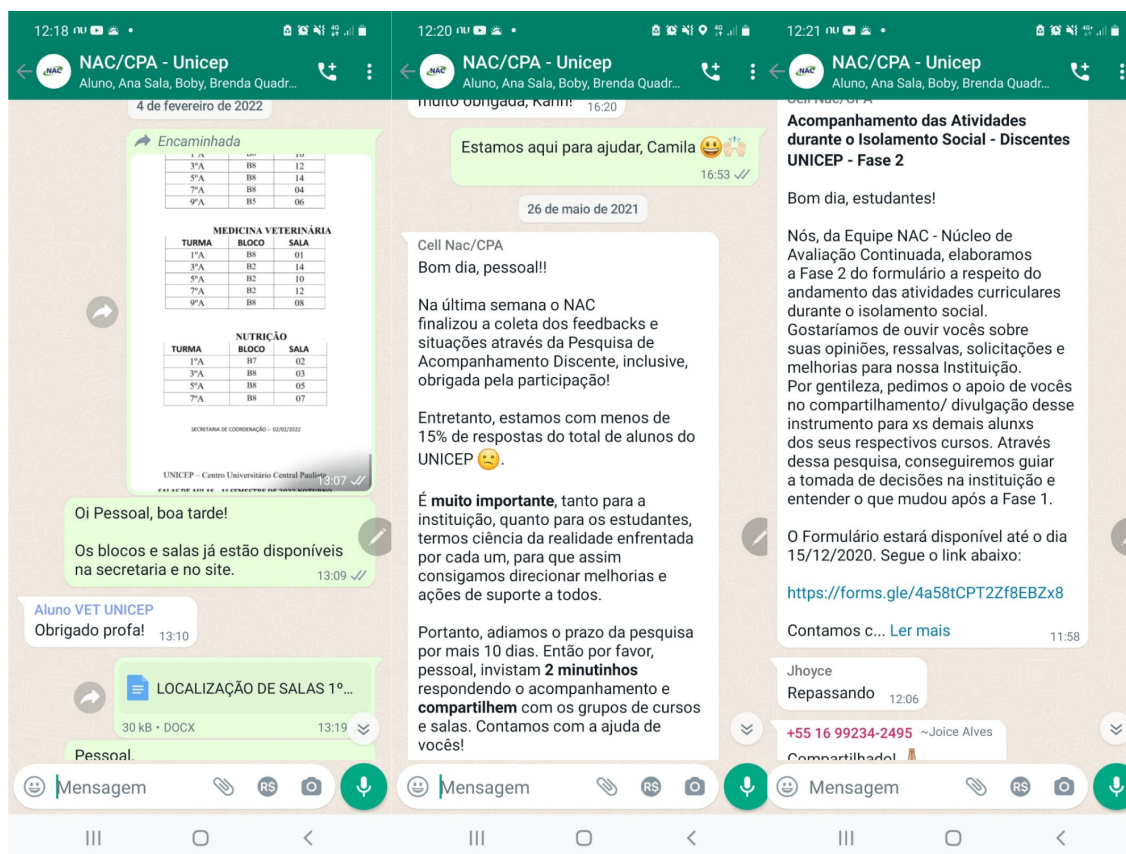 12:18
NAC/CPA - Unicep
Aluno, Ana Sala, Boby, Brenda Quadr...
4 de fevereiro de 2022
Encaminhada
3ºA B8 12
5ºA B8 14
7ºA B8 04
9ºA B5 06
MEDICINA VETERINÁRIA
TURMA BLOCO SALA
1ºA B8 01
3ºA B2 14
5ºA B2 10
7ºA B2 12
9ºA B8 08
NUTRIÇÃO
TURMA BLOCO SALA
1ºA B7 02
3ºA B8 03
5ºA B8 05
7ºA B8 07
SECRETARIA DE COORDENAÇÃO – 02/02/2022
UNICEP – Centro Universitário Central Paulista
13:07
SALAS DE AULAS - 1º SEMESTRE DE 2022 NOTURNO
Oi Pessoal, boa tarde!
Os blocos e salas já estão disponíveis
na secretaria e no site.
13:09
Aluno VET UNICEP
Obrigado profa! 13:10
LOCALIZAÇÃO DE SALAS 1º...
30 kB • DOCX 13:19
Pessoal,
Mensagem
R$
12:20
NAC/CPA - Unicep
Aluno, Ana Sala, Boby, Brenda Quadr...
muito obrigada, Karin! 16:20
Estamos aqui para ajudar, Camila 😃🙌🏻
16:53
26 de maio de 2021
Cell Nac/CPA
Bom dia, pessoal!!
Na última semana o NAC
finalizou a coleta dos feedbacks e
situações através da Pesquisa de
Acompanhamento Discente, inclusive,
obrigada pela participação!
Entretanto, estamos com menos de
15% de respostas do total de alunos do
UNICEP 🙁.
É muito importante, tanto para a
instituição, quanto para os estudantes,
termos ciência da realidade enfrentada
por cada um, para que assim
consigamos direcionar melhorias e
ações de suporte a todos.
Portanto, adiamos o prazo da pesquisa
por mais 10 dias. Então por favor,
pessoal, invistam 2 minutinhos
respondendo o acompanhamento e
compartilhem com os grupos de cursos
e salas. Contamos com a ajuda de
vocês!
Mensagem
R$
12:21
NAC/CPA - Unicep
Aluno, Ana Sala, Boby, Brenda Quadr...
Cell Nac/CPA
Acompanhamento das Atividades
durante o Isolamento Social - Discentes
UNICEP - Fase 2
Bom dia, estudantes!
Nós, da Equipe NAC - Núcleo de
Avaliação Continuada, elaboramos
a Fase 2 do formulário a respeito do
andamento das atividades curriculares
durante o isolamento social.
Gostaríamos de ouvir vocês sobre
suas opiniões, ressalvas, solicitações e
melhorias para nossa Instituição.
Por gentileza, pedimos o apoio de vocês
no compartilhamento/ divulgação desse
instrumento para xs demais alunxs
dos seus respectivos cursos. Através
dessa pesquisa, conseguiremos guiar
a tomada de decisões na instituição e
entender o que mudou após a Fase 1.
O Formulário estará disponível até o dia
15/12/2020. Segue o link abaixo:
https://forms.gle/4a58tCPT2Zf8EBZx8
Contamos c... Ler mais 11:58
Jhoyce
Repassando 12:06
+55 16 99234-2495 ~Joice Alves
Compartilhado!
Mensagem
R$